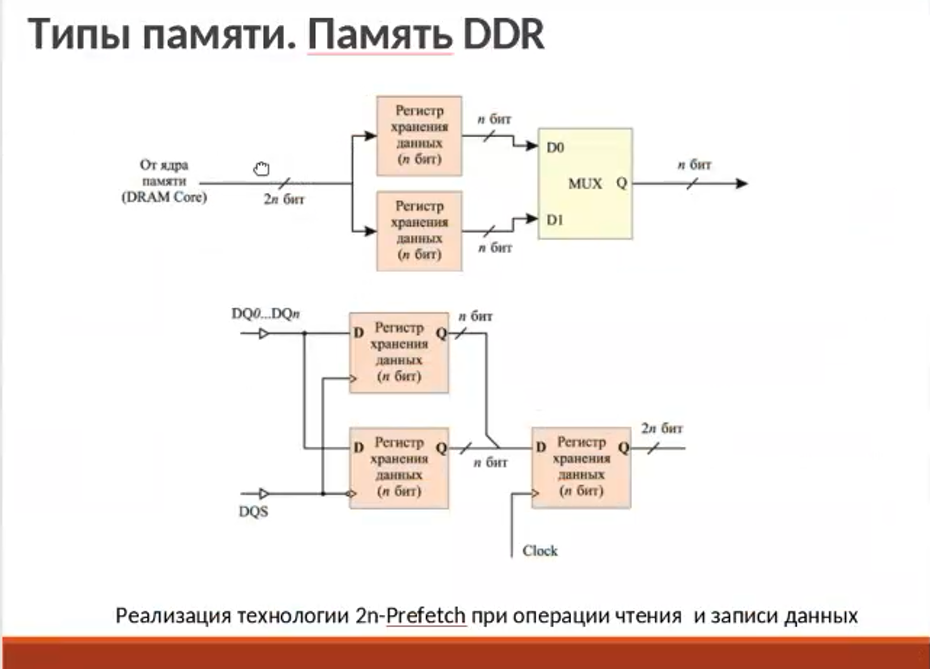 Типы памяти. Память DDR
Регистр
хранения
данных
(n бит)
n бит
От ядра
памяти
(DRAM Core)
2n бит
D0
MUX Q
D1
n бит
Регистр
хранения
данных
(n бит)
n бит
DQ0...DQn
D Регистр Q
хранения
данных
(n бит)
n бит
D Регистр Q
хранения
данных
(n бит)
n бит
DQS
D Регистр Q
хранения
данных
(n бит)
2n бит
Clock
Реализация технологии 2n-Prefetch при операции чтения и записи данных